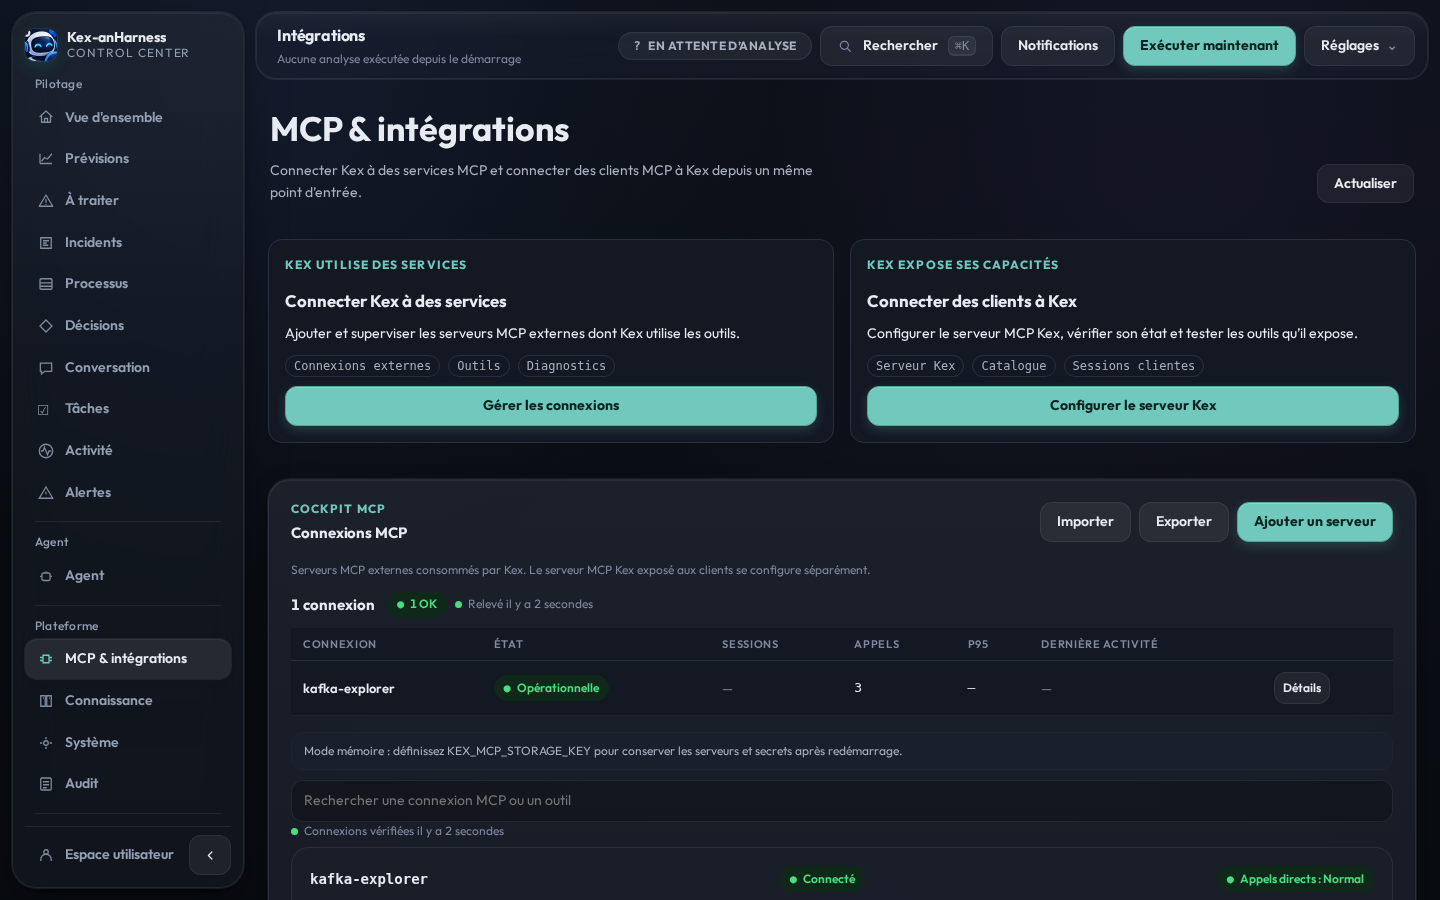 Kex-anHarness
CONTROL CENTER
Pilotage
Vue d'ensemble
Prévisions
À traiter
Incidents
Processus
Décisions
Conversation
Tâches
Activité
Alertes
Agent
Agent
Plateforme
MCP & intégrations
Connaissance
Système
Audit
Espace utilisateur
Intégrations
Aucune analyse exécutée depuis le démarrage
? EN ATTENTE D'ANALYSE
Rechercher ⌘K
Notifications
Exécuter maintenant
Réglages
MCP & intégrations
Connecter Kex à des services MCP et connecter des clients MCP à Kex depuis un même
point d'entrée.
Actualiser
KEX UTILISE DES SERVICES
Connecter Kex à des services
Ajouter et superviser les serveurs MCP externes dont Kex utilise les outils.
Connexions externes Outils Diagnostics
Gérer les connexions
KEX EXPOSE SES CAPACITÉS
Connecter des clients à Kex
Configurer le serveur MCP Kex, vérifier son état et tester les outils qu'il expose.
Serveur Kex Catalogue Sessions clientes
Configurer le serveur Kex
COCKPIT MCP
Connexions MCP
Importer Exporter Ajouter un serveur
Serveurs MCP externes consommés par Kex. Le serveur MCP Kex exposé aux clients se configure séparément.
1 connexion 1 OK Relevé il y a 2 secondes
CONNEXION ÉTAT SESSIONS APPELS P95 DERNIÈRE ACTIVITÉ
kafka-explorer Opérationnelle — 3 — — Détails
Mode mémoire : définissez KEX_MCP_STORAGE_KEY pour conserver les serveurs et secrets après redémarrage.
Rechercher une connexion MCP ou un outil
Connexions vérifiées il y a 2 secondes
kafka-explorer Connecté Appels directs : Normal